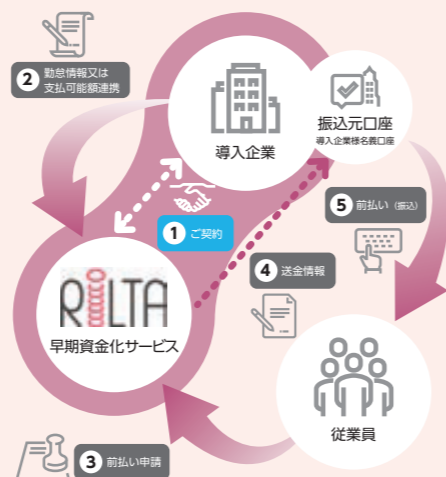 2 勤怠情報又は
支払可能額連携
導入企業
振込元口座
導入企業様名義口座
1 ご契約
5 前払い（振込）
4 送金情報
RiLTA
早期資金化サービス
従業員
3 前払い申請